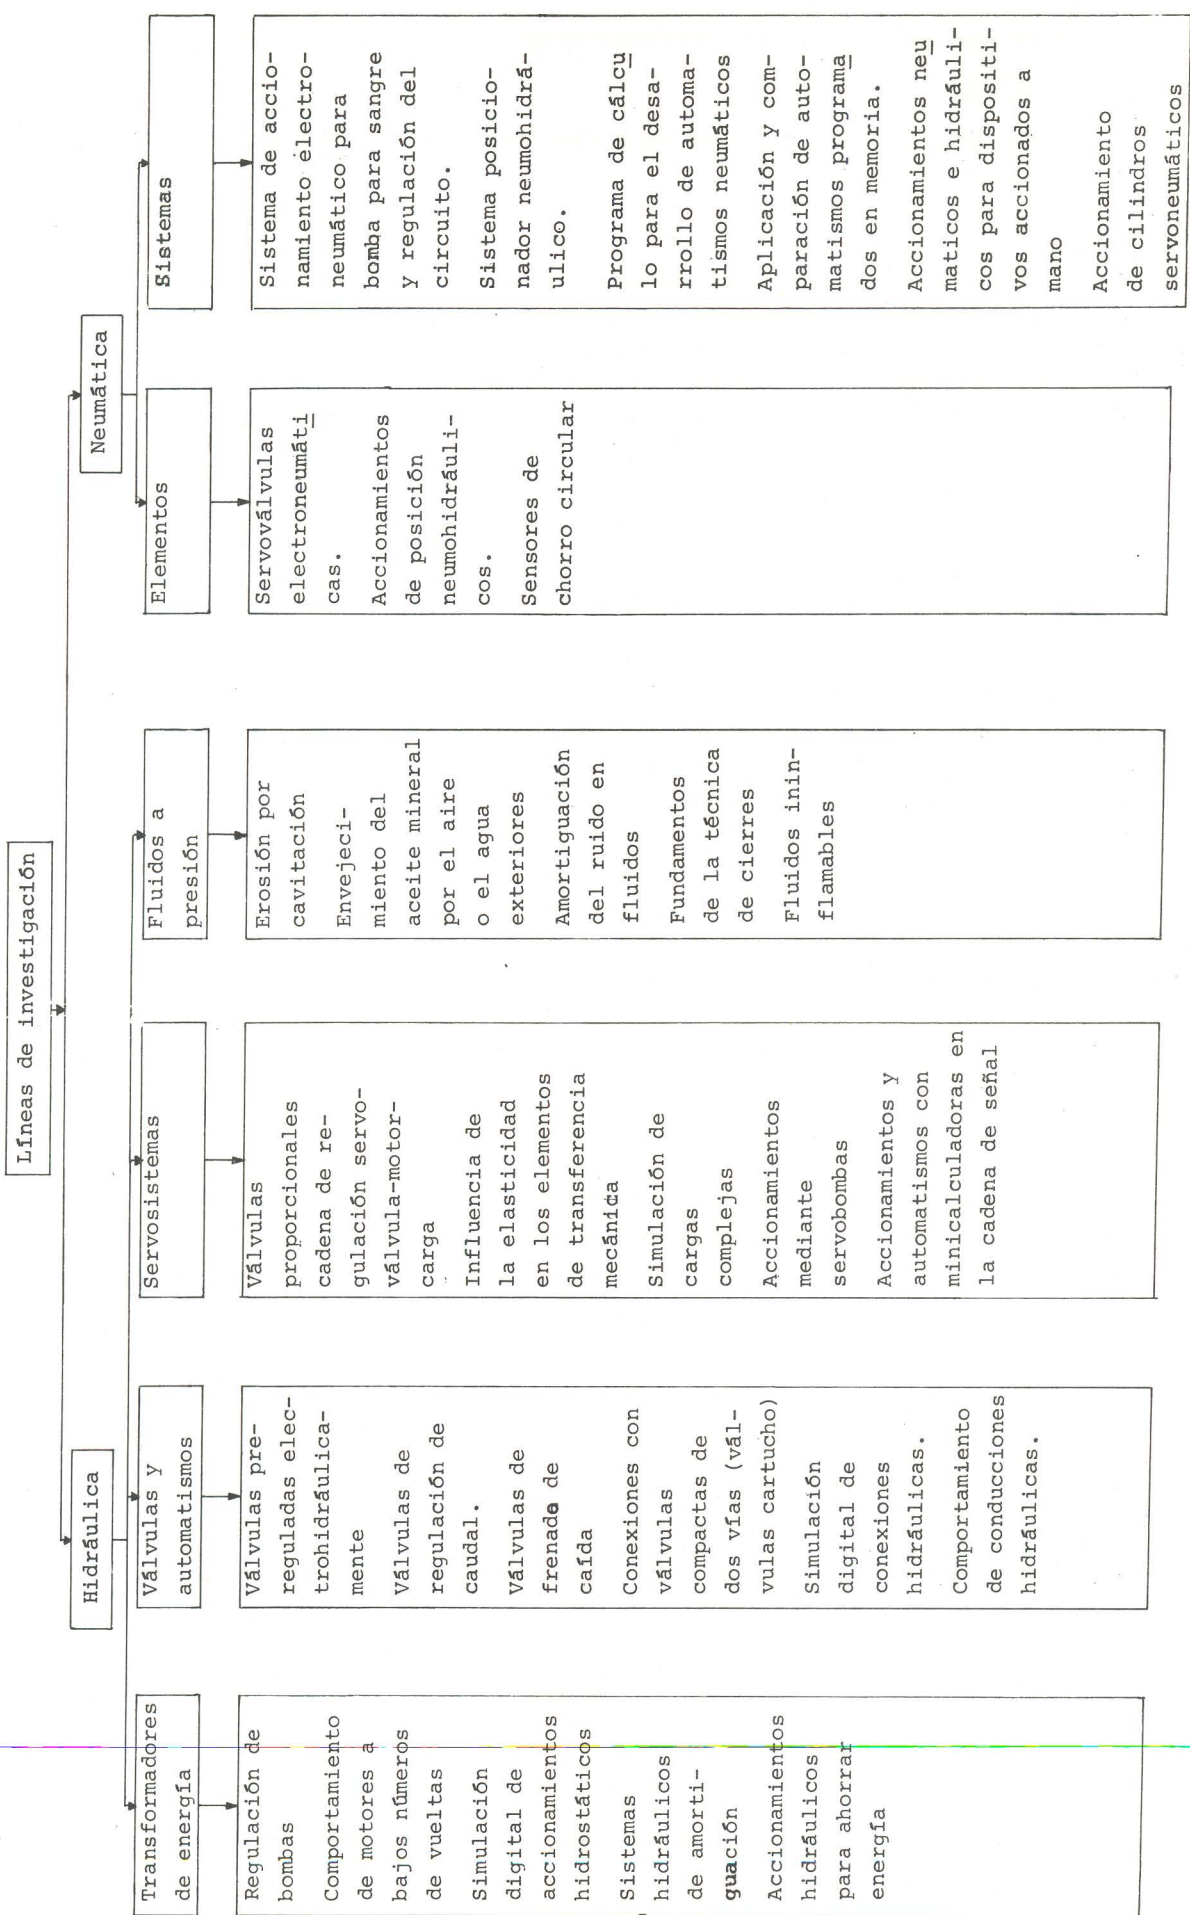 Líneas de investigación
Hidráulica
Neumática
Transformadores
de energía
Válvulas y
automatismos
Servosistemas
Fluidos a
presión
Elementos
Sistemas
Regulación de
bombas
Comportamiento
de motores a
bajos números
de vueltas
Simulación
digital de
accionamientos
hidrostáticos
Sistemas
hidráulicos
de amorti-
guación
Accionamientos
hidráulicos
para ahorrar
energía
Válvulas pre-
reguladas elec-
trohidráulica-
mente
Válvulas de
regulación de
caudal.
Válvulas de
frenado de
caída
Conexiones con
válvulas
compactas de
dos vías (vál-
vulas cartucho)
Simulación
digital de
conexiones
hidráulicas.
Comportamiento
de conducciones
hidráulicas.
Válvulas
proporcionales
cadena de re-
gulación servo-
válvula-motor-
carga
Influencia de
la elasticidad
en los elementos
de transferencia
mecánica
Simulación de
cargas
complejas
Accionamientos
mediante
servobombas
Accionamientos y
automatismos con
minicalculadoras en
la cadena de señal
Erosión por
cavitación
Envejeci-
miento del
aceite mineral
por el aire
o el agua
exteriores
Amortiguación
del ruido en
fluidos
Fundamentos
de la técnica
de cierres
Fluidos inin-
flamables
Servoválvulas
electroneumáti
cas.
Accionamientos
de posición
neumohidráuli-
cos.
Sensores de
chorro circular
Sistema de accio-
namiento electro-
neumático para
bomba para sangre
y regulación del
circuito.
Sistema posicio-
nador neumohidrá-
ulico.
Programa de cálcu
lo para el desa-
rrollo de automa-
tismos neumáticos
Aplicación y com-
paración de auto-
matismos programa
dos en memoria.
Accionamientos neu
maticos e hidráuli-
cos para dispositi-
vos accionados a
mano
Accionamiento
de cilindros
servoneumáticos